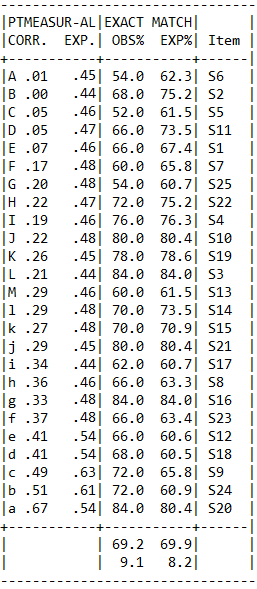 --------------------------------
|PTMEASUR-AL|EXACT MATCH|      |
|CORR.  EXP.| OBS%  EXP%| Item |
+-----------+-----------+------|
|A .01   .45| 54.0  62.3| S6   |
|B .00   .44| 68.0  75.2| S2   |
|C .05   .46| 52.0  61.5| S5   |
|D .05   .47| 66.0  73.5| S11  |
|E .07   .46| 66.0  67.4| S1   |
|F .17   .48| 60.0  65.8| S7   |
|G .20   .48| 54.0  60.7| S25  |
|H .22   .47| 72.0  75.2| S22  |
|I .19   .46| 76.0  76.3| S4   |
|J .22   .48| 80.0  80.4| S10  |
|K .26   .45| 78.0  78.6| S19  |
|L .21   .44| 84.0  84.0| S3   |
|M .29   .46| 60.0  61.5| S13  |
|l .29   .48| 70.0  73.5| S14  |
|k .27   .48| 70.0  70.9| S15  |
|j .29   .45| 80.0  80.4| S21  |
|i .34   .44| 62.0  60.7| S17  |
|h .36   .46| 66.0  63.3| S8   |
|g .33   .48| 84.0  84.0| S16  |
|f .37   .48| 66.0  63.4| S23  |
|e .41   .54| 66.0  60.6| S12  |
|d .41   .54| 68.0  60.5| S18  |
|c .49   .63| 72.0  65.8| S9   |
|b .51   .61| 72.0  60.9| S24  |
|a .67   .54| 84.0  80.4| S20  |
+-----------+-----------+------|
|           | 69.2  69.9|      |
|           |  9.1   8.2|      |
--------------------------------